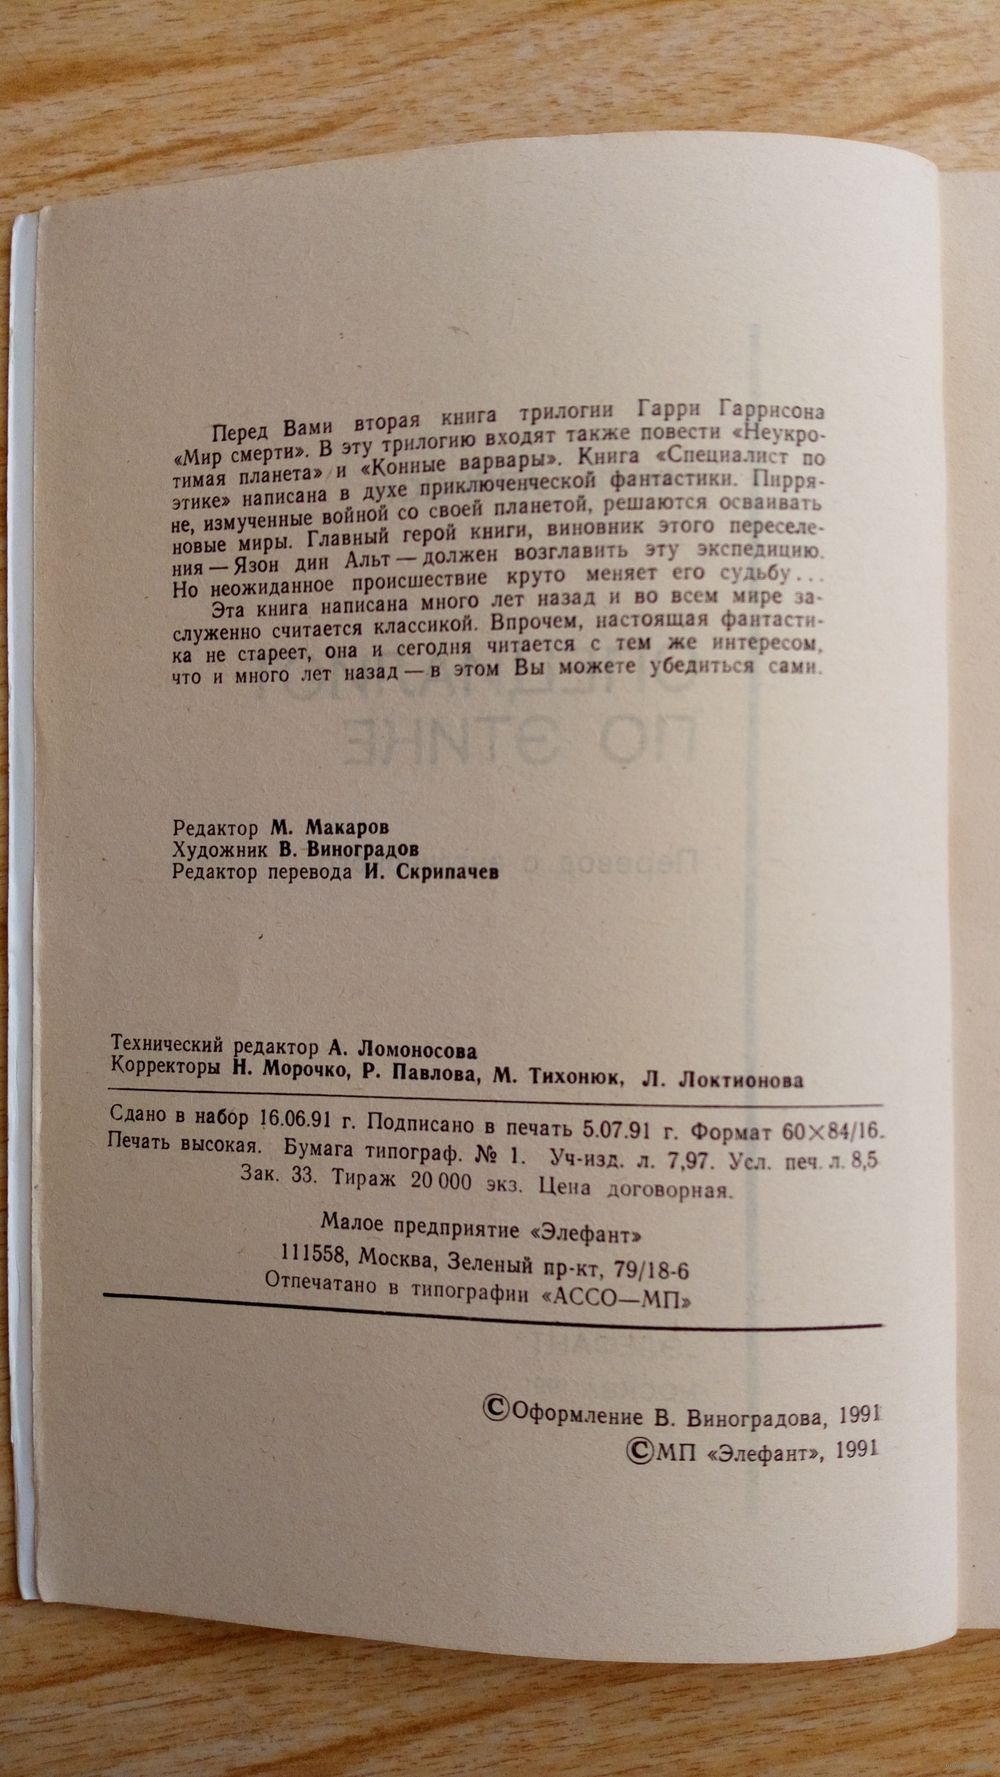 Перед Вами вторая книга трилогии Гарри Гаррисона
«Мир смерти». В эту трилогию входят также повести «Неукро-
тимая планета» и «Конные варвары». Книга «Специалист по
этике» написана в духе приключенческой фантастики. Пирря-
не, измученные войной со своей планетой, решаются осваивать
новые миры. Главный герой книги, виновник этого переселе-
ния — Язон дин Альт — должен возглавить эту экспедицию.
Но неожиданное происшествие круто меняет его судьбу...
Эта книга написана много лет назад и во всем мире за-
служенно считается классикой. Впрочем, настоящая фантасти-
ка не стареет, она и сегодня читается с тем же интересом,
что и много лет назад — в этом Вы можете убедиться сами.
Редактор М. Макаров
Художник В. Виноградов
Редактор перевода И. Скрипачев
Технический редактор А. Ломоносова
Корректоры Н. Морочко, Р. Павлова, М. Тихонюк, Л. Локтионова
Сдано в набор 16.06.91 г. Подписано в печать 5.07.91 г. Формат 60×84/16.
Печать высокая. Бумага типограф. № 1. Уч-изд. л. 7,97. Усл. печ. л. 8,5
Зак. 33. Тираж 20 000 экз. Цена договорная.
Малое предприятие «Элефант»
111558, Москва, Зеленый пр-кт, 79/18-6
Отпечатано в типографии «АССО—МП»
©Оформление В. Виноградова, 1991
©МП «Элефант», 1991